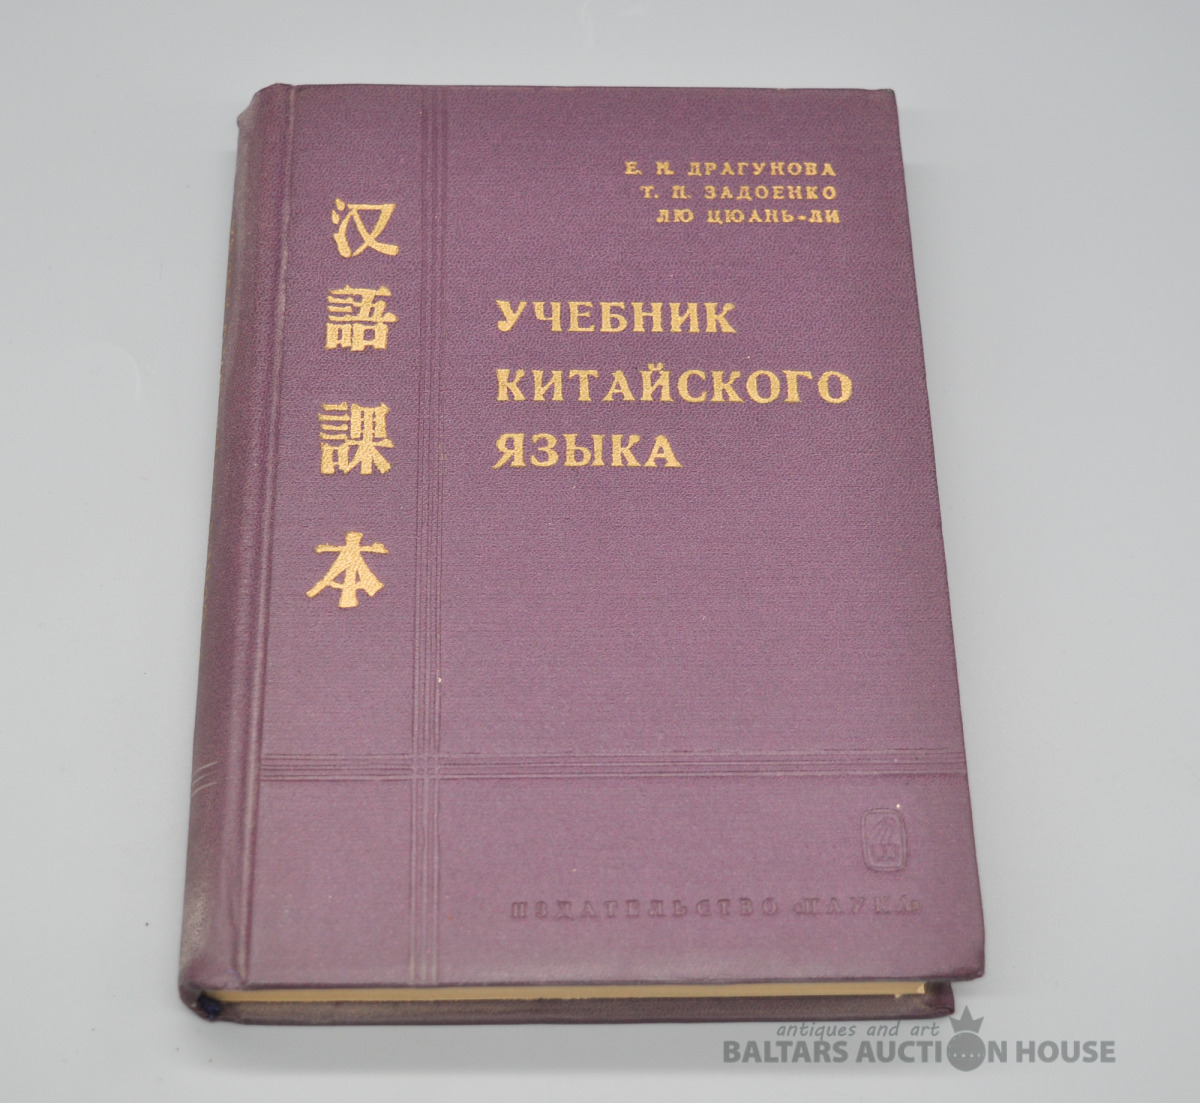 Е. Н. ДРАГУНОВА
Т. П. ЗАДОЕНКО
ЛЮ ЦЮАНЬ-ЛИ
汉語課本
УЧЕБНИК
КИТАЙСКОГО
ЯЗЫКА
ИЗДАТЕЛЬСТВО «НАУКА»
antiques and art
BALTARS AUCTION HOUSE